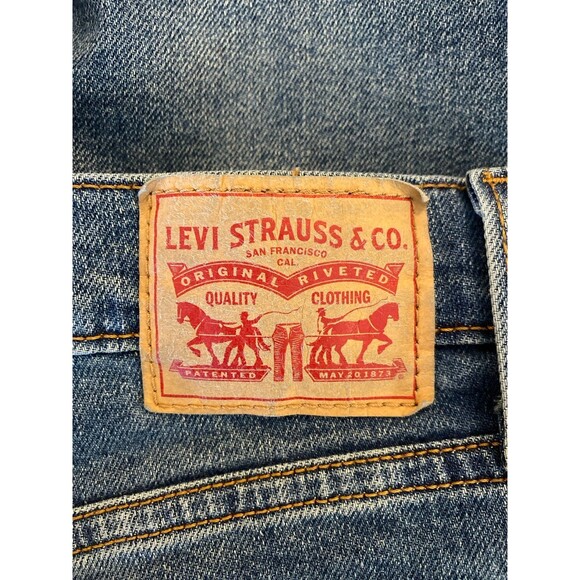 LEVI STRAUSS & CO.
SAN FRANCISCO
CAL.
ORIGINAL RIVETED
QUALITY CLOTHING
PATENTED MAY 20 1873